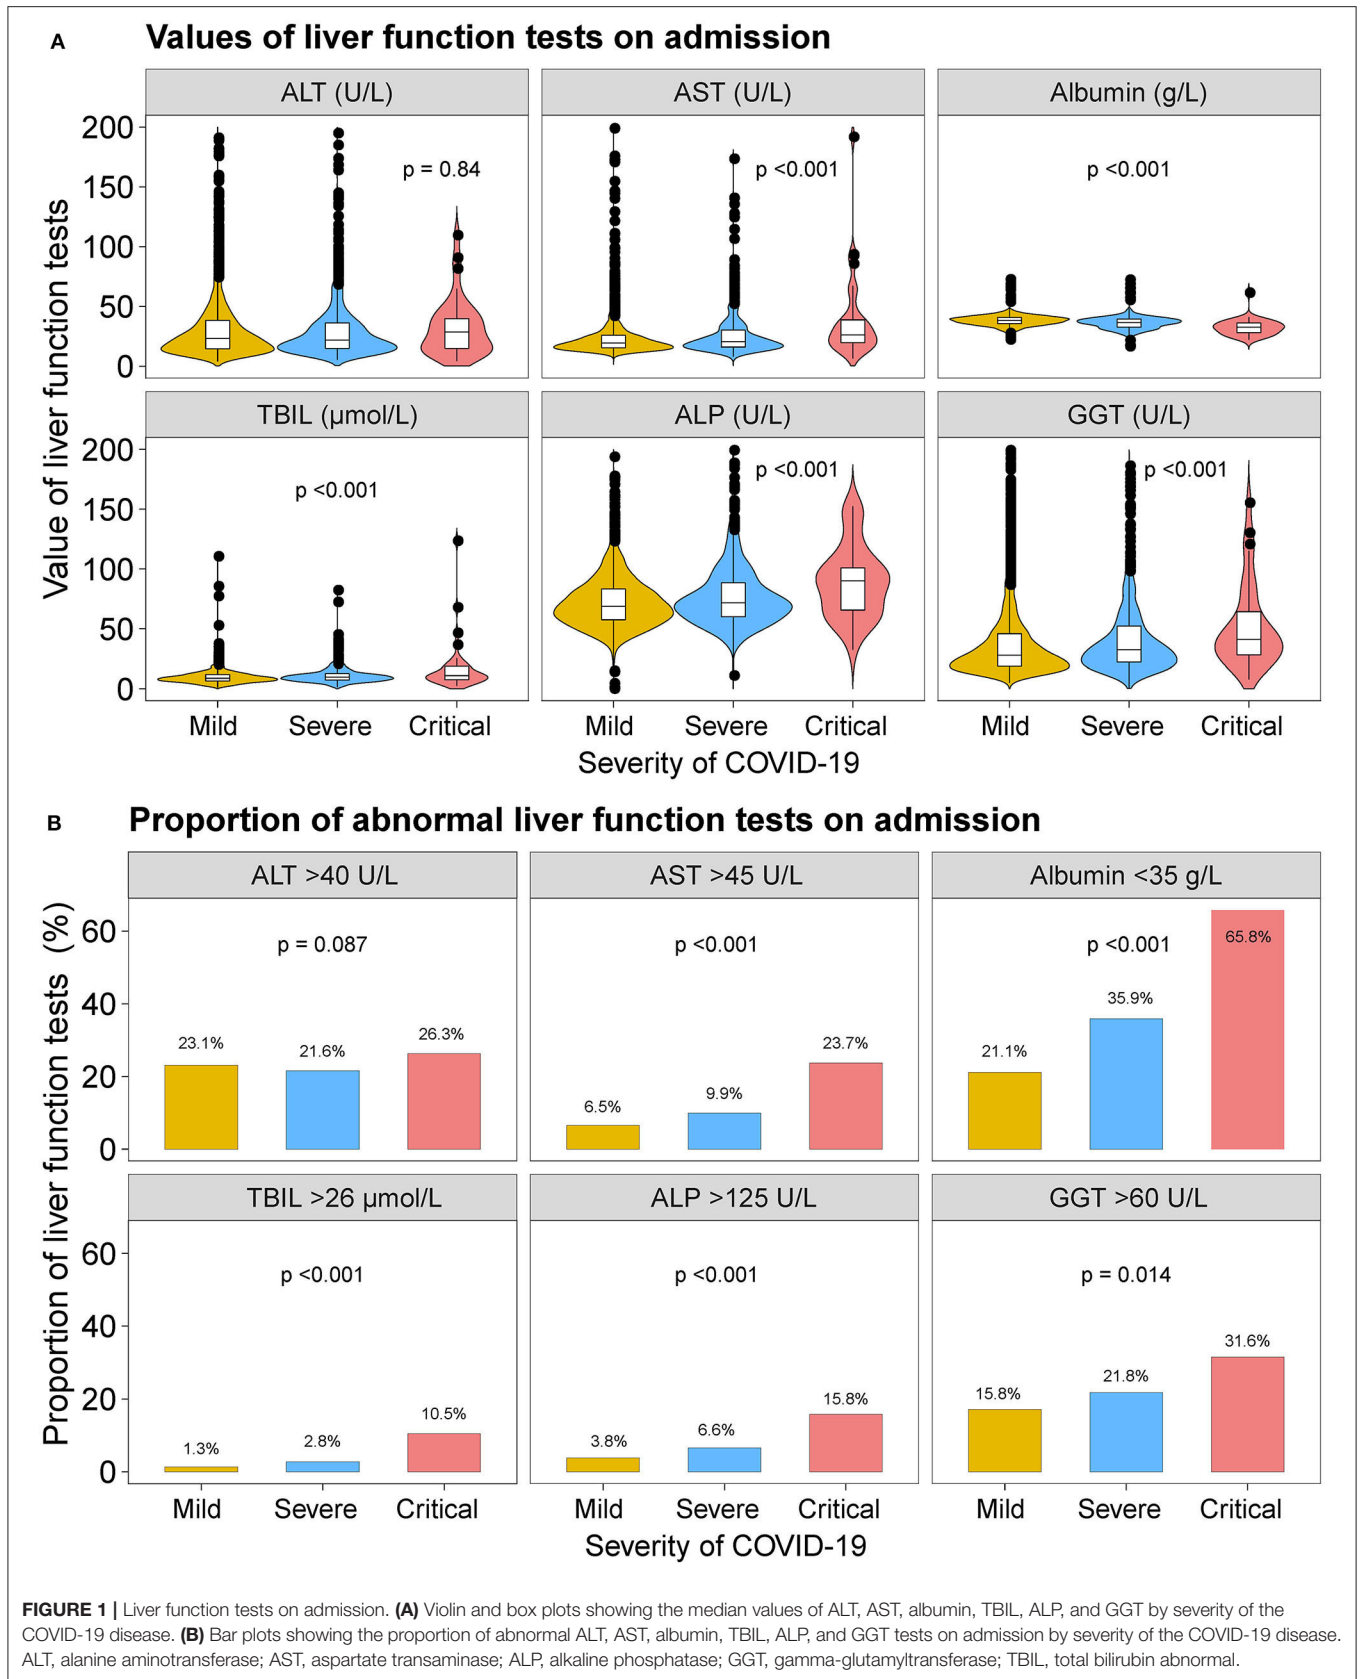 A Values of liver function tests on admission
ALT (U/L) AST (U/L) Albumin (g/L)
200
150
100
50
0
p = 0.84 p <0.001 p <0.001
TBIL (µmol/L) ALP (U/L) GGT (U/L)
200
150
100
50
0
p <0.001 p <0.001 p <0.001
Value of liver function tests
Mild Severe Critical Mild Severe Critical Mild Severe Critical
Severity of COVID-19
B Proportion of abnormal liver function tests on admission
ALT >40 U/L AST >45 U/L Albumin <35 g/L
60
40
20
0
p = 0.087 p <0.001 p <0.001
23.1% 21.6% 26.3% 6.5% 9.9% 23.7% 21.1% 35.9% 65.8%
TBIL >26 µmol/L ALP >125 U/L GGT >60 U/L
60
40
20
0
p <0.001 p <0.001 p = 0.014
1.3% 2.8% 10.5% 3.8% 6.6% 15.8% 15.8% 21.8% 31.6%
Proportion of liver function tests (%)
Mild Severe Critical Mild Severe Critical Mild Severe Critical
Severity of COVID-19
FIGURE 1 | Liver function tests on admission. (A) Violin and box plots showing the median values of ALT, AST, albumin, TBIL, ALP, and GGT by severity of the
COVID-19 disease. (B) Bar plots showing the proportion of abnormal ALT, AST, albumin, TBIL, ALP, and GGT tests on admission by severity of the COVID-19 disease.
ALT, alanine aminotransferase; AST, aspartate transaminase; ALP, alkaline phosphatase; GGT, gamma-glutamyltransferase; TBIL, total bilirubin abnormal.